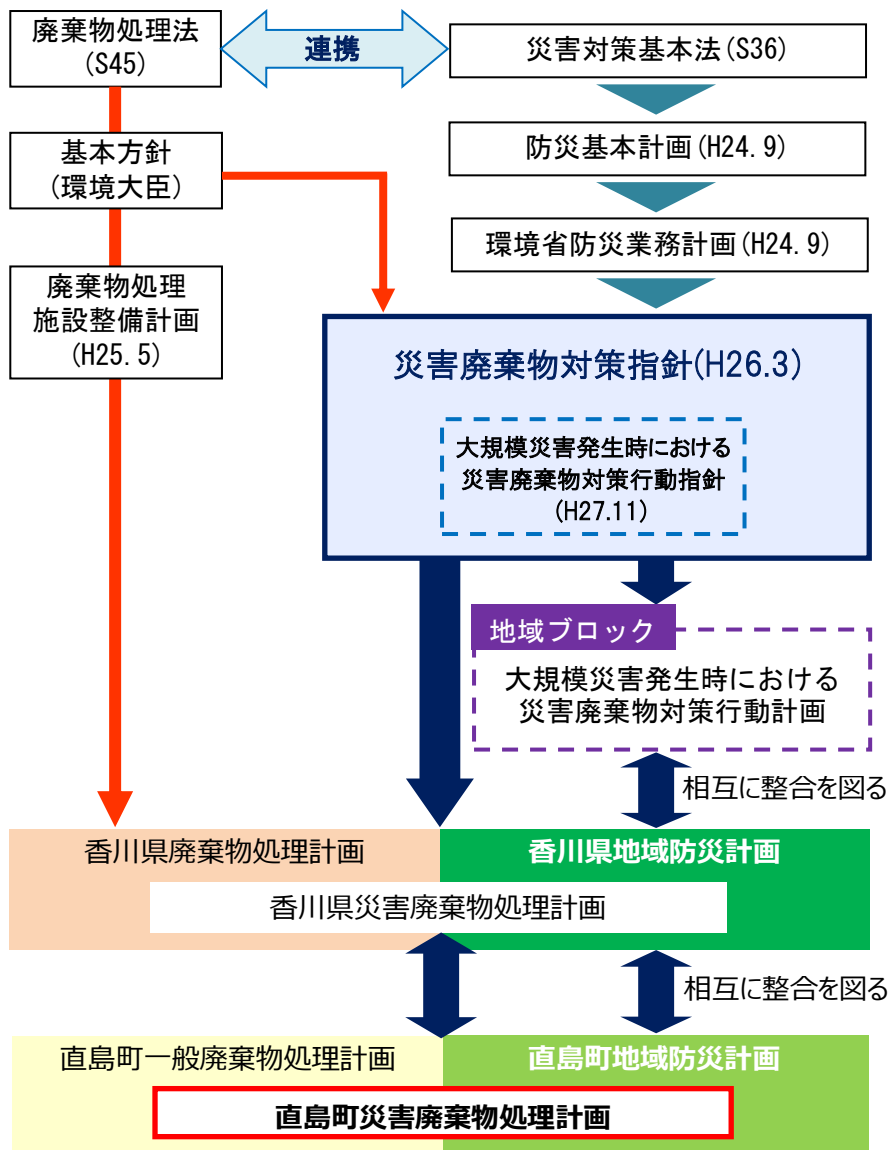 廃棄物処理法
(S45)
連携
災害対策基本法(S36)
基本方針
(環境大臣)
防災基本計画(H24.9)
環境省防災業務計画(H24.9)
廃棄物処理
施設整備計画
(H25.5)
災害廃棄物対策指針(H26.3)
大規模災害発生時における
災害廃棄物対策行動指針
(H27.11)
地域ブロック
大規模災害発生時における
災害廃棄物対策行動計画
相互に整合を図る
香川県廃棄物処理計画
香川県地域防災計画
香川県災害廃棄物処理計画
相互に整合を図る
直島町一般廃棄物処理計画
直島町地域防災計画
直島町災害廃棄物処理計画